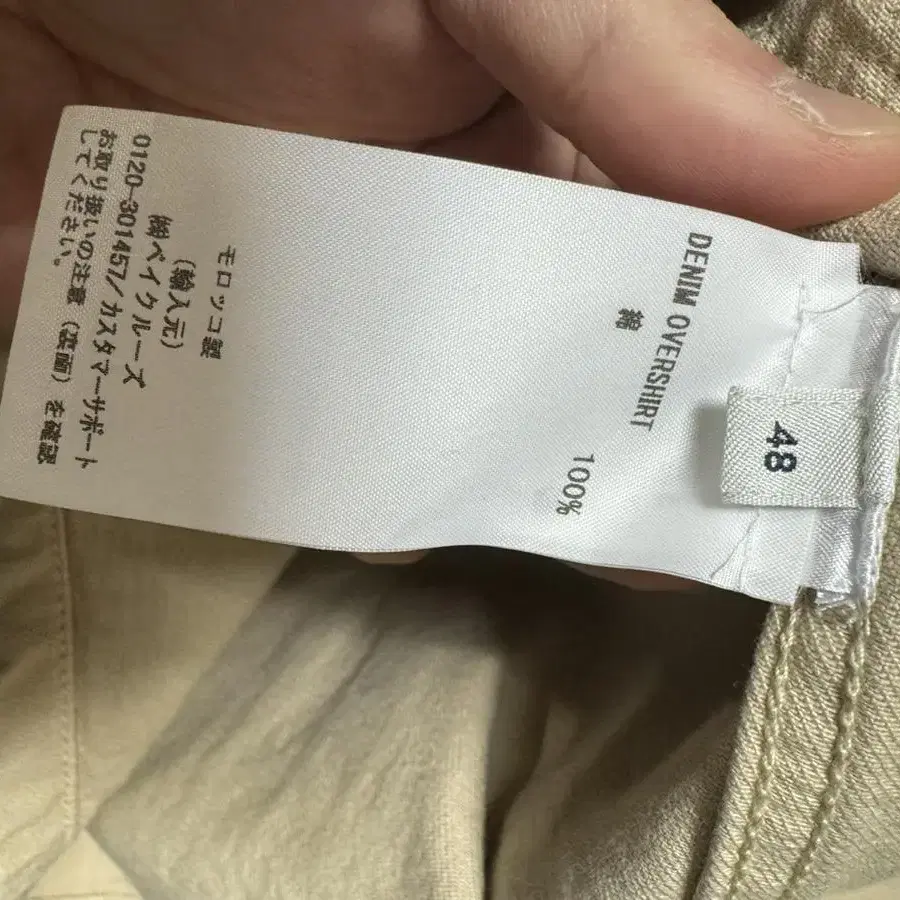 DENIM OVERSHIRT
綿
100%
モロッコ製
(輸入元)
㈱ベイクルーズ
0120-301457/カスタマーサポート
お取り扱いの注意(裏面)を確認
してください。
48